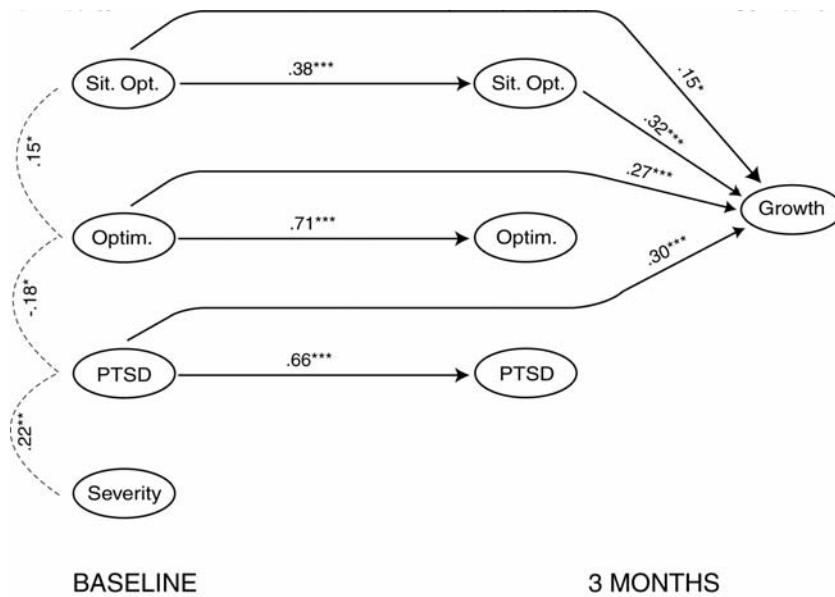 .15*
Sit. Opt.
.38***
Sit. Opt.
.32***
.15*
.27***
Growth
Optim.
.71***
Optim.
-.18*
.30***
PTSD
.66***
PTSD
.22**
Severity
BASELINE
3 MONTHS